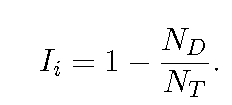 $I_i = 1 - \frac{N_D}{N_T}.$